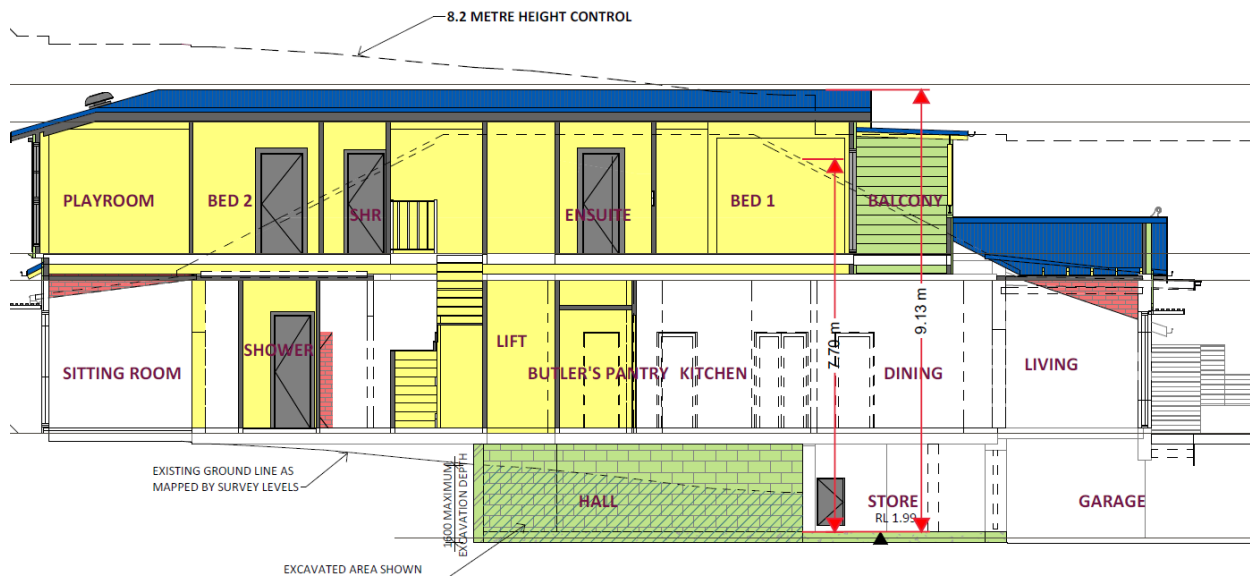 8.2 METRE HEIGHT CONTROL
PLAYROOM
BED 2
SHR
ENSUITE
BED 1
BALCONY
9.13 m
7.70 m
SITTING ROOM
SHOWER
LIFT
BUTLER'S PANTRY
KITCHEN
DINING
LIVING
EXISTING GROUND LINE AS
MAPPED BY SURVEY LEVELS
1600 MAXIMUM
EXCAVATION DEPTH
HALL
STORE
RL 1.99
GARAGE
EXCAVATED AREA SHOWN